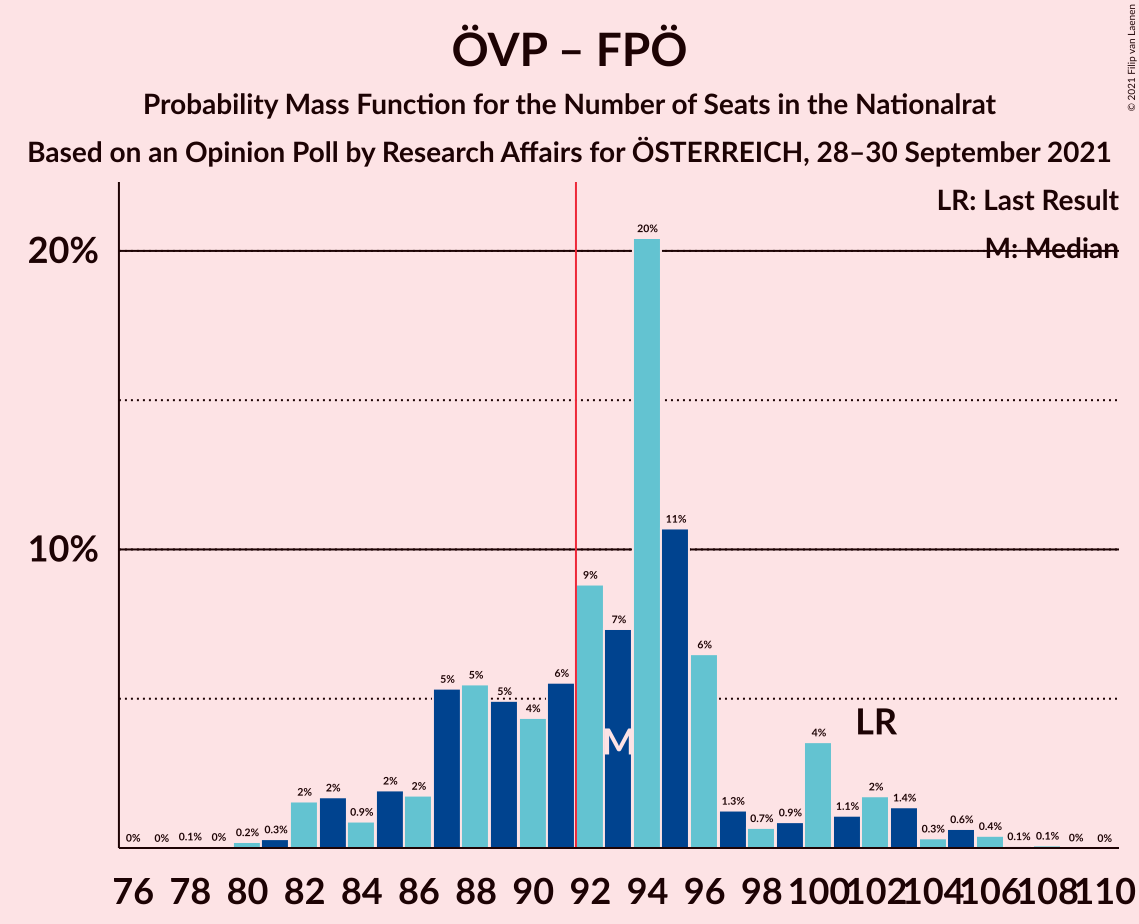 ÖVP – FPÖ
Probability Mass Function for the Number of Seats in the Nationalrat
Based on an Opinion Poll by Research Affairs for ÖSTERREICH, 28–30 September 2021
© 2021 Filip van Laenen
LR: Last Result
M: Median
20%
10%
0% 0% 0.1% 0% 0.2% 0.3% 2% 2% 0.9% 2% 2% 5% 5% 5% 4% 6% 9% 7% 20% 11% 6% 1.3% 0.7% 0.9% 4% 1.1% 2% 1.4% 0.3% 0.6% 0.4% 0.1% 0.1% 0% 0%
LR
M
76 78 80 82 84 86 88 90 92 94 96 98 100 102 104 106 108 110